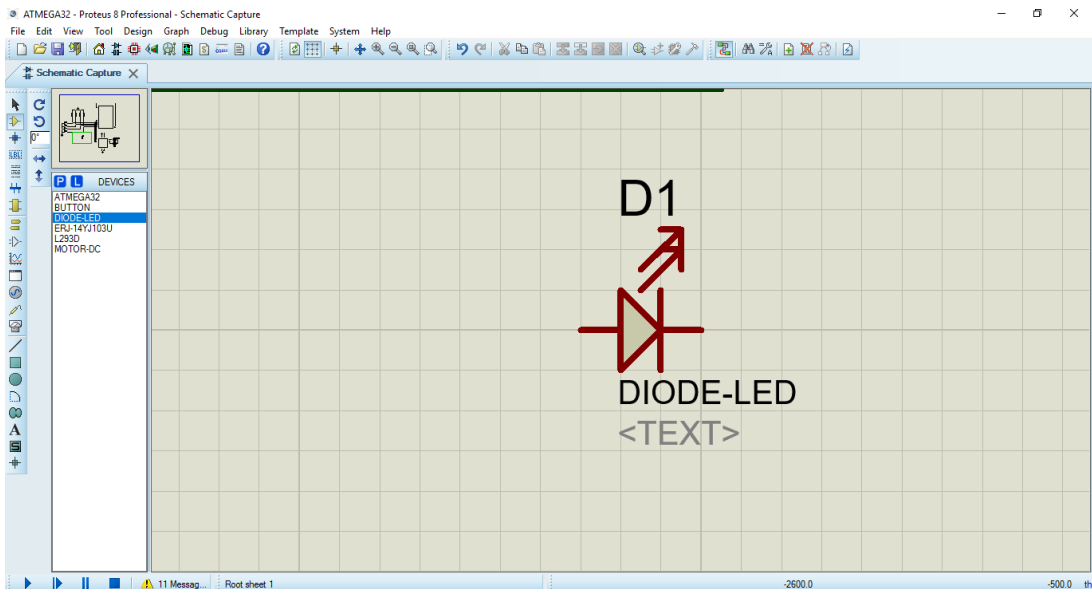 ATMEGA32 - Proteus 8 Professional - Schematic Capture
File Edit View Tool Design Graph Debug Library Template System Help
Schematic Capture
0°
P L DEVICES
ATMEGA32
BUTTON
DIODE-LED
ERJ-14YJ103U
L293D
MOTOR-DC
LBL
A
S
D1
DIODE-LED
<TEXT>
11 Messag... Root sheet 1 -2600.0 -500.0 th